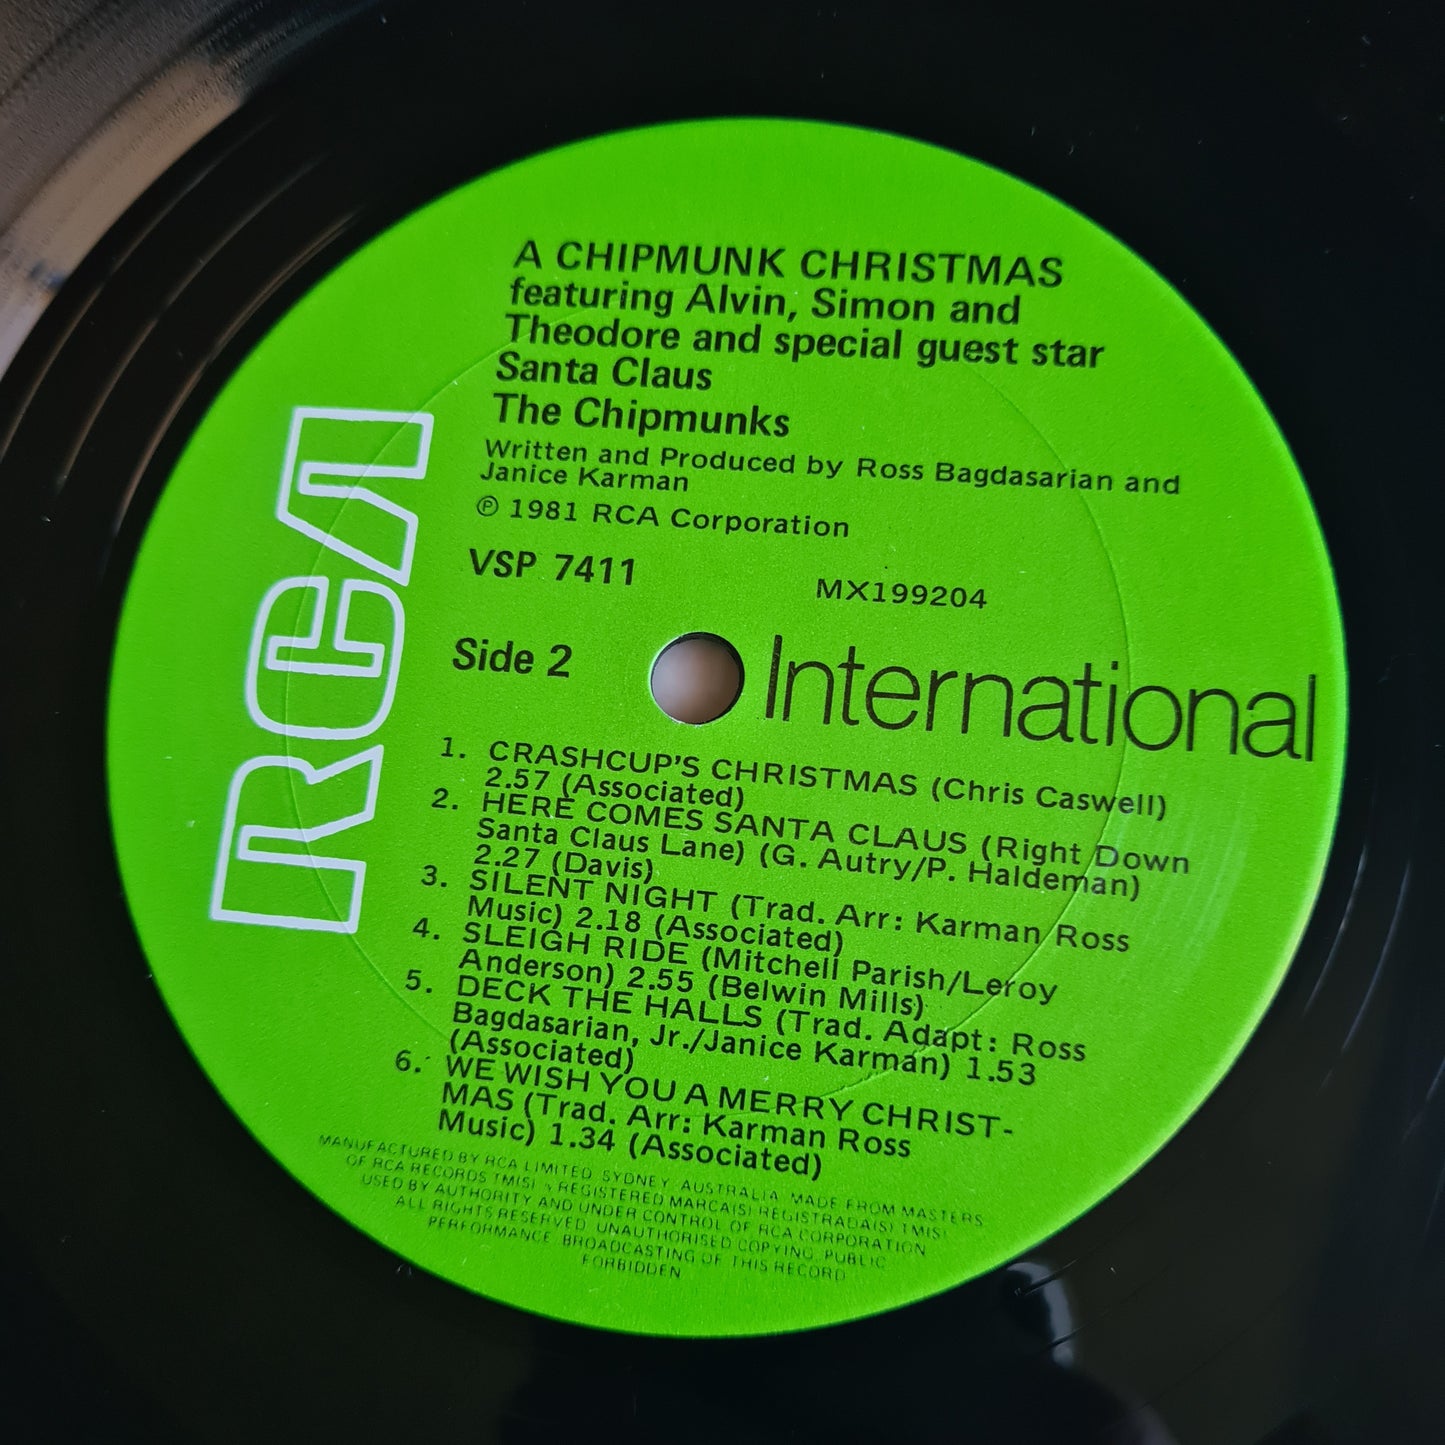 A CHIPMUNK CHRISTMAS
featuring Alvin, Simon and
Theodore and special guest star
Santa Claus
The Chipmunks
Written and Produced by Ross Bagdasarian and
Janice Karman
℗ 1981 RCA Corporation
VSP 7411
MX199204
RCA
Side 2
International
1. CRASHCUP'S CHRISTMAS (Chris Caswell)
2.57 (Associated)
2. HERE COMES SANTA CLAUS (Right Down
Santa Claus Lane) (G. Autry/P. Haldeman)
2.27 (Davis)
3. SILENT NIGHT (Trad. Arr: Karman Ross
Music) 2.18 (Associated)
4. SLEIGH RIDE (Mitchell Parish/Leroy
Anderson) 2.55 (Belwin Mills)
5. DECK THE HALLS (Trad. Adapt: Ross
Bagdasarian, Jr./Janice Karman) 1.53
(Associated)
6. WE WISH YOU A MERRY CHRIST-
MAS (Trad. Arr: Karman Ross
Music) 1.34 (Associated)
MANUFACTURED BY RCA LIMITED, SYDNEY, AUSTRALIA. MADE FROM MASTERS
OF RCA RECORDS TM(S) REGISTERED MARCA(S) REGISTRADA(S) TM(S)
USED BY AUTHORITY AND UNDER CONTROL OF RCA CORPORATION
ALL RIGHTS RESERVED. UNAUTHORISED COPYING, PUBLIC
PERFORMANCE, BROADCASTING OF THIS RECORD
FORBIDDEN